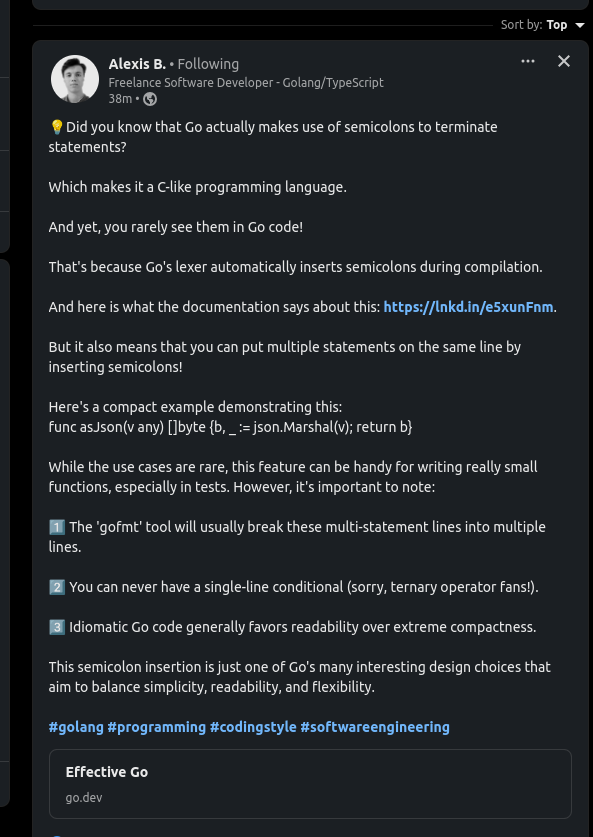 Sort by: Top
Alexis B. • Following
Freelance Software Developer - Golang/TypeScript
38m •
💡Did you know that Go actually makes use of semicolons to terminate
statements?
Which makes it a C-like programming language.
And yet, you rarely see them in Go code!
That's because Go's lexer automatically inserts semicolons during compilation.
And here is what the documentation says about this: https://lnkd.in/e5xunFnm.
But it also means that you can put multiple statements on the same line by
inserting semicolons!
Here's a compact example demonstrating this:
func asJson(v any) []byte {b, _ := json.Marshal(v); return b}
While the use cases are rare, this feature can be handy for writing really small
functions, especially in tests. However, it's important to note:
1️⃣ The 'gofmt' tool will usually break these multi-statement lines into multiple
lines.
2️⃣ You can never have a single-line conditional (sorry, ternary operator fans!).
3️⃣ Idiomatic Go code generally favors readability over extreme compactness.
This semicolon insertion is just one of Go's many interesting design choices that
aim to balance simplicity, readability, and flexibility.
#golang #programming #codingstyle #softwareengineering
Effective Go
go.dev